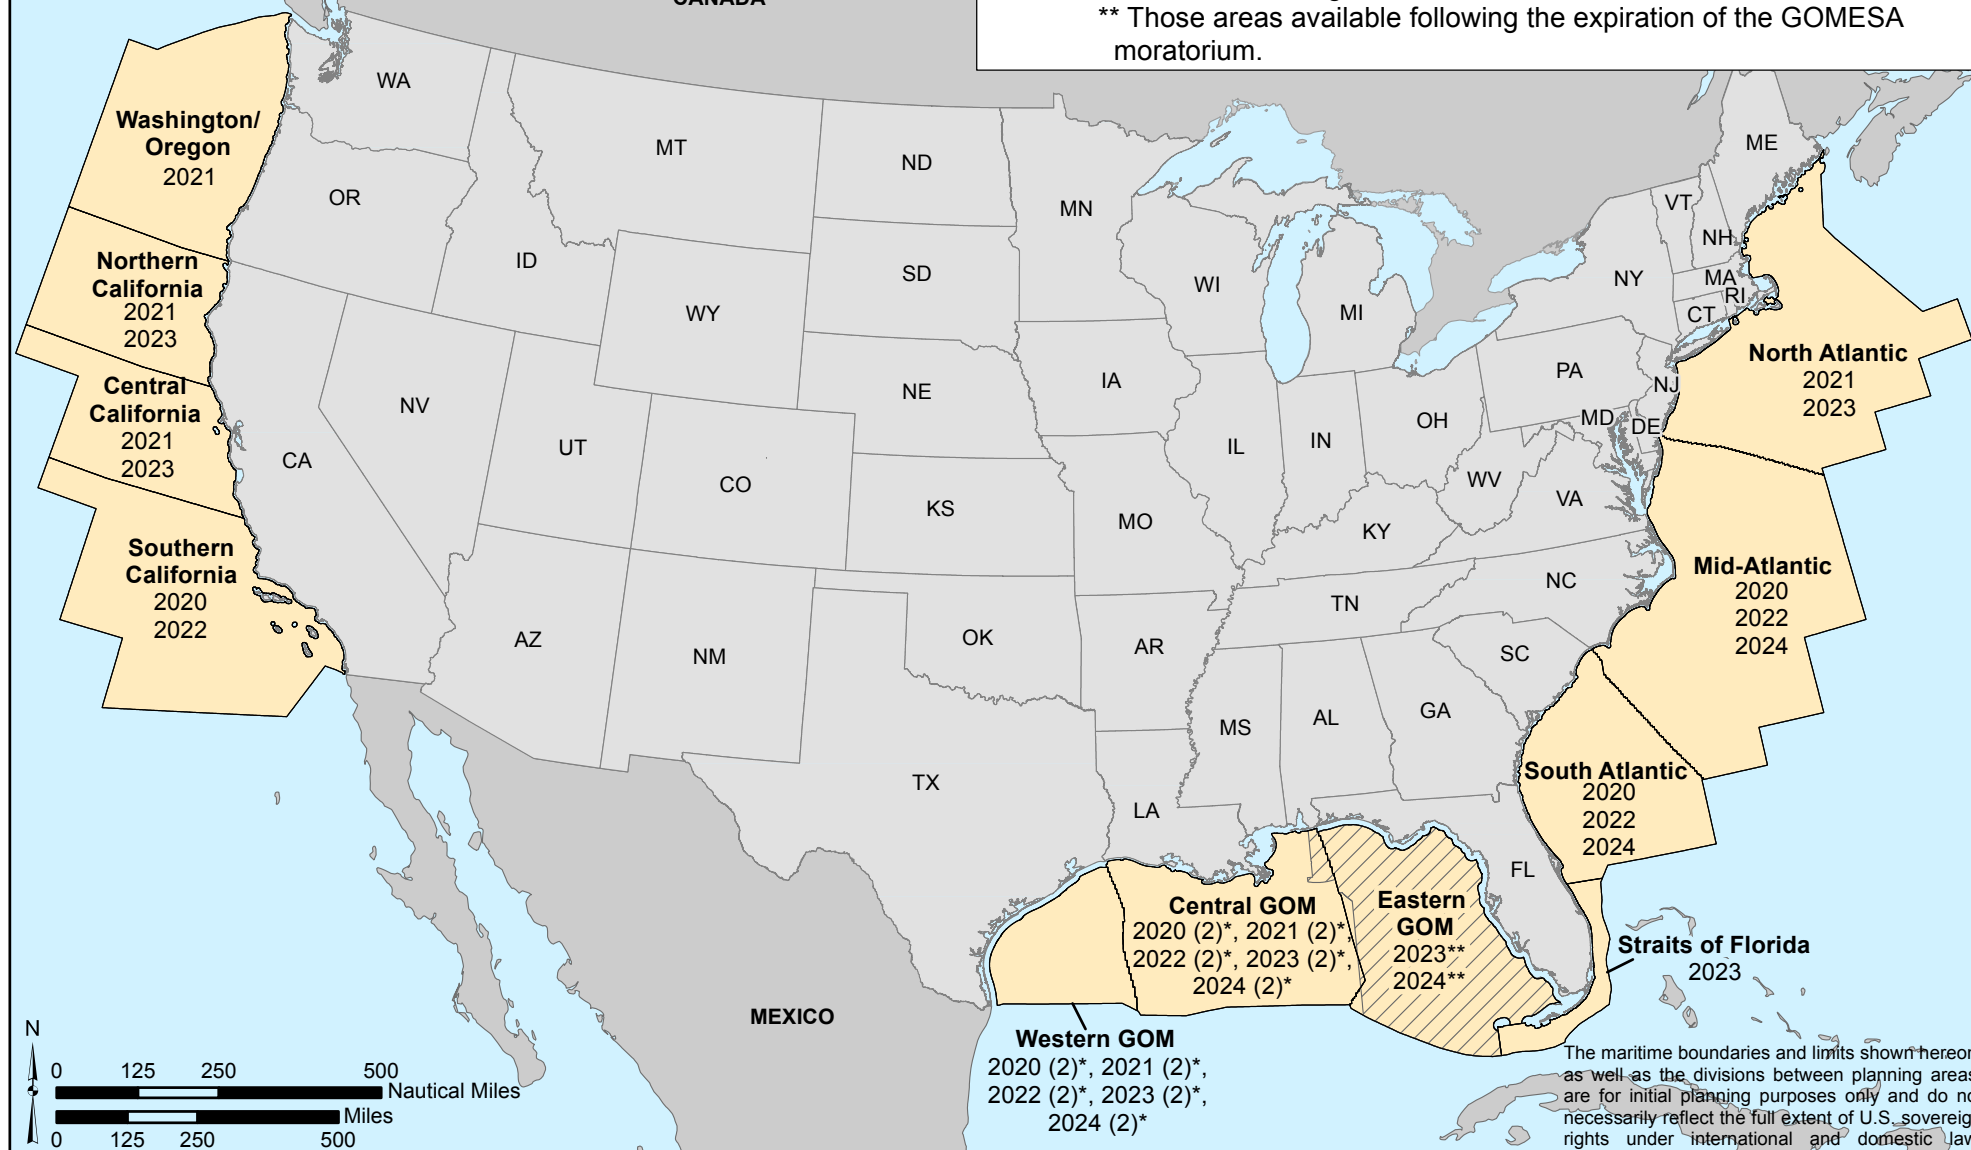 CANADA
** Those areas available following the expiration of the GOMESA
moratorium.
WA
MT
ND
MN
ME
OR
ID
SD
WI
VT
NH
NY
MA
RI
CT
WY
MI
IA
NE
PA
NJ
MD
DE
OH
NV
UT
CA
CO
KS
IL
IN
WV
VA
MO
KY
AZ
NM
OK
AR
TN
NC
SC
MS
AL
GA
TX
LA
FL
Washington/
Oregon
2021
Northern
California
2021
2023
Central
California
2021
2023
Southern
California
2020
2022
North Atlantic
2021
2023
Mid-Atlantic
2020
2022
2024
South Atlantic
2020
2022
2024
Central GOM
2020 (2)*, 2021 (2)*,
2022 (2)*, 2023 (2)*,
2024 (2)*
Eastern
GOM
2023**
2024**
Straits of Florida
2023
MEXICO
Western GOM
2020 (2)*, 2021 (2)*,
2022 (2)*, 2023 (2)*,
2024 (2)*
N
0 125 250 500
Nautical Miles
Miles
0 125 250 500
The maritime boundaries and limits shown hereon
as well as the divisions between planning areas
are for initial planning purposes only and do no
necessarily reflect the full extent of U.S. sovereig
rights under international and domestic law